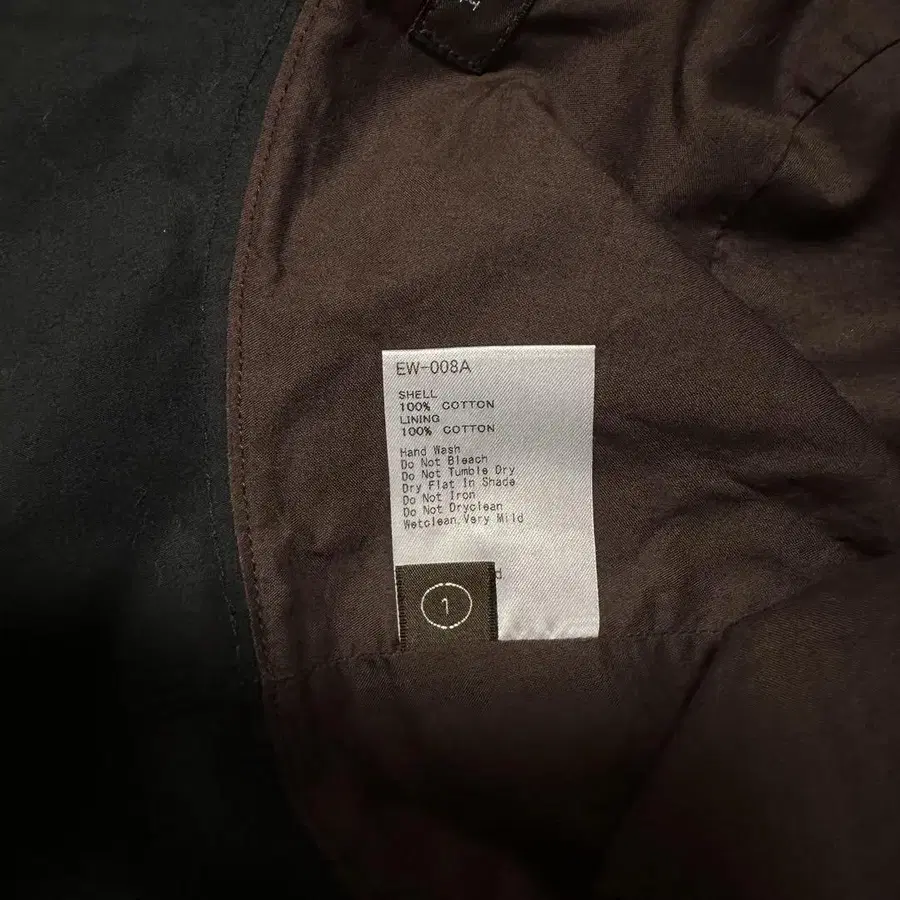 EW-008A
SHELL
100% COTTON
LINING
100% COTTON
Hand Wash
Do Not Bleach
Do Not Tumble Dry
Dry Flat In Shade
Do Not Iron
Do Not Dryclean
Wetclean.Very Mild
1